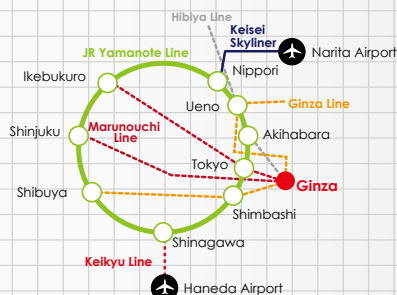 Hibiya Line
Keisei
Skyliner
Narita Airport
JR Yamanote Line
Nippori
Ikebukuro
Ueno
Ginza Line
Shinjuku
Marunouchi
Line
Akihabara
Tokyo
Ginza
Shibuya
Shimbashi
Shinagawa
Keikyu Line
Haneda Airport